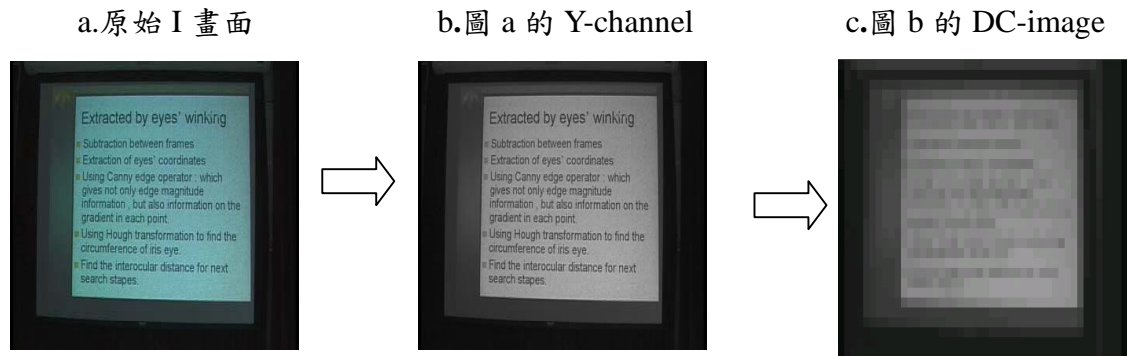 a.原始 I 畫面
b.圖 a 的 Y-channel
c.圖 b 的 DC-image
Extracted by eyes' winking
Subtraction between frames
Extraction of eyes' coordinates
Using Canny edge operator : which
gives not only edge magnitude
information , but also information on the
gradient in each point.
Using Hough transformation to find the
circumference of iris eye.
Find the interocular distance for next
search stapes.
Extracted by eyes' winking
Subtraction between frames
Extraction of eyes' coordinates
Using Canny edge operator : which
gives not only edge magnitude
information , but also information on the
gradient in each point.
Using Hough transformation to find the
circumference of iris eye.
Find the interocular distance for next
search stapes.